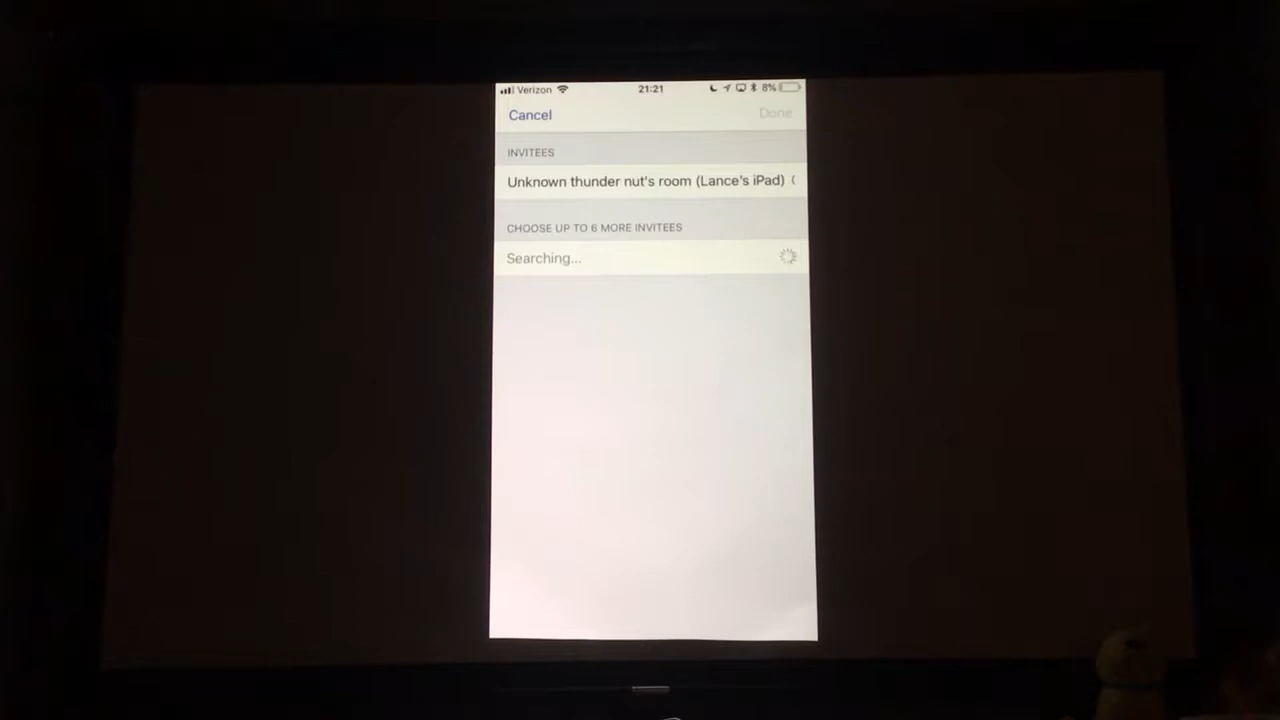 Verizon 21:21 8%
Cancel Done
INVITEES
Unknown thunder nut's room (Lance's iPad)
CHOOSE UP TO 6 MORE INVITEES
Searching...